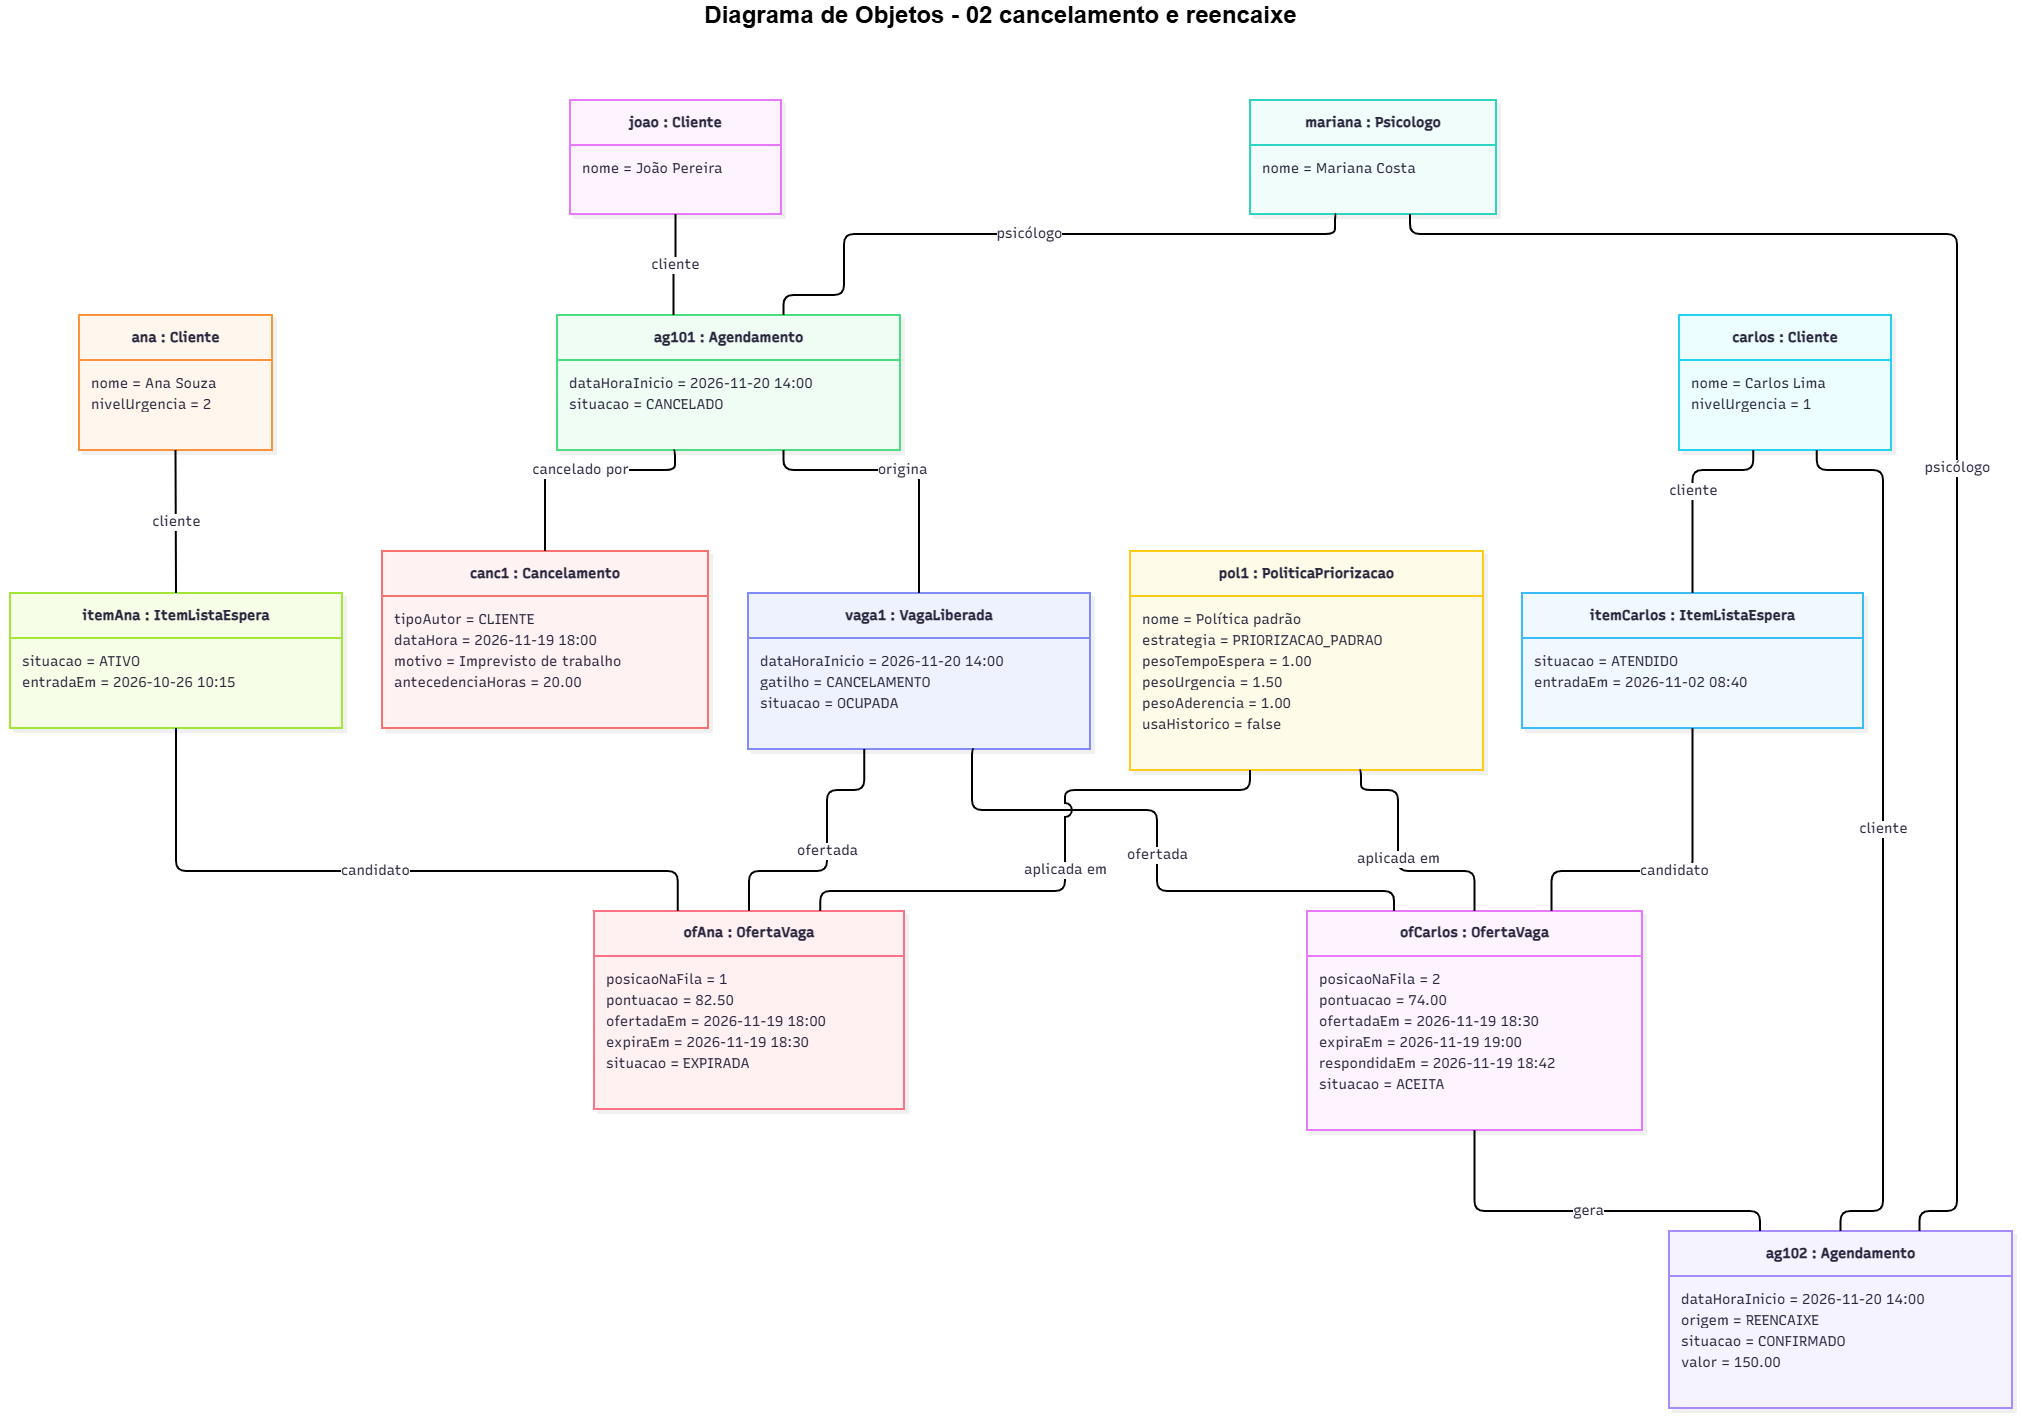 Diagrama de Objetos - 02 cancelamento e reencaixe
joao : Cliente
nome = João Pereira
mariana : Psicologo
nome = Mariana Costa
psicólogo
cliente
ana : Cliente
nome = Ana Souza
nivelUrgencia = 2
ag101 : Agendamento
dataHoraInicio = 2026-11-20 14:00
situacao = CANCELADO
carlos : Cliente
nome = Carlos Lima
nivelUrgencia = 1
cancelado por
origina
psicólogo
cliente
cliente
itemAna : ItemListaEspera
situacao = ATIVO
entradaEm = 2026-10-26 10:15
canc1 : Cancelamento
tipoAutor = CLIENTE
dataHora = 2026-11-19 18:00
motivo = Imprevisto de trabalho
antecedenciaHoras = 20.00
vaga1 : VagaLiberada
dataHoraInicio = 2026-11-20 14:00
gatilho = CANCELAMENTO
situacao = OCUPADA
pol1 : PoliticaPriorizacao
nome = Política padrão
estrategia = PRIORIZACAO_PADRAO
pesoTempoEspera = 1.00
pesoUrgencia = 1.50
pesoAderencia = 1.00
usaHistorico = false
itemCarlos : ItemListaEspera
situacao = ATENDIDO
entradaEm = 2026-11-02 08:40
cliente
candidato
ofertada
aplicada em
ofertada
aplicada em
candidato
ofAna : OfertaVaga
posicaoNaFila = 1
pontuacao = 82.50
ofertadaEm = 2026-11-19 18:00
expiraEm = 2026-11-19 18:30
situacao = EXPIRADA
ofCarlos : OfertaVaga
posicaoNaFila = 2
pontuacao = 74.00
ofertadaEm = 2026-11-19 18:30
expiraEm = 2026-11-19 19:00
respondidaEm = 2026-11-19 18:42
situacao = ACEITA
gera
ag102 : Agendamento
dataHoraInicio = 2026-11-20 14:00
origem = REENCAIXE
situacao = CONFIRMADO
valor = 150.00